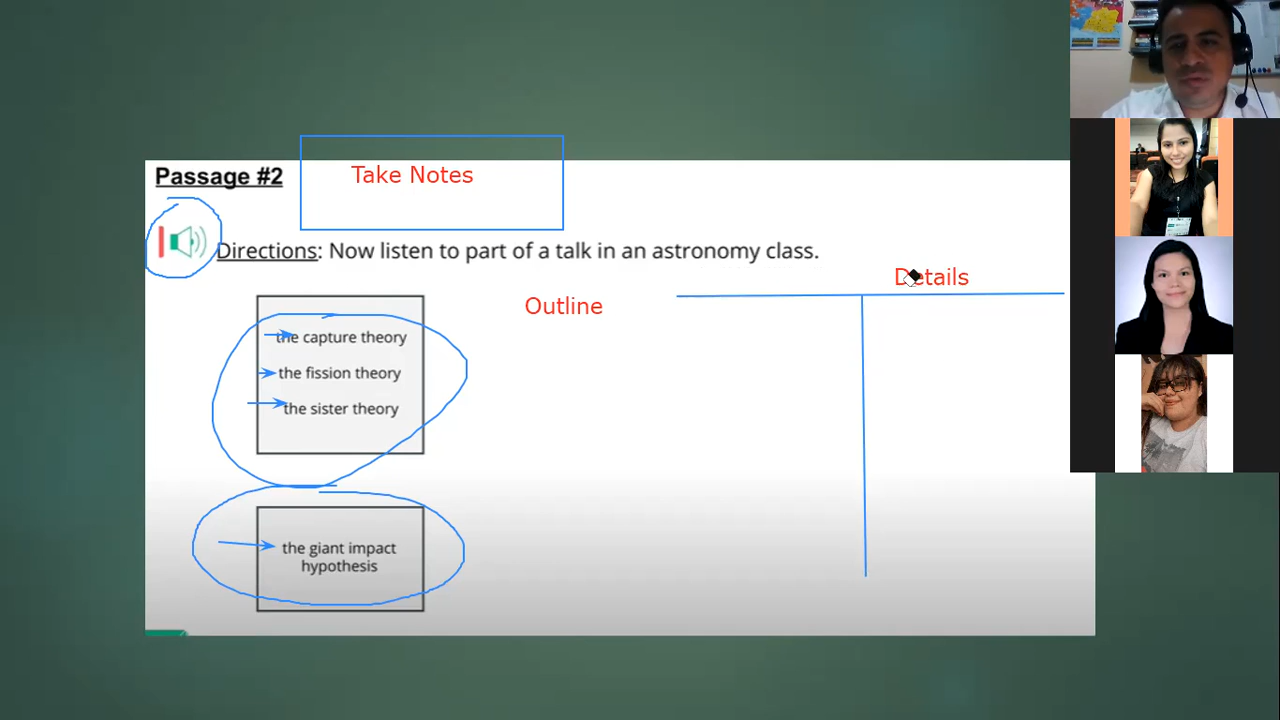 Passage #2
Take Notes
Directions: Now listen to part of a talk in an astronomy class.
Details
Outline
the capture theory
the fission theory
the sister theory
the giant impact
hypothesis